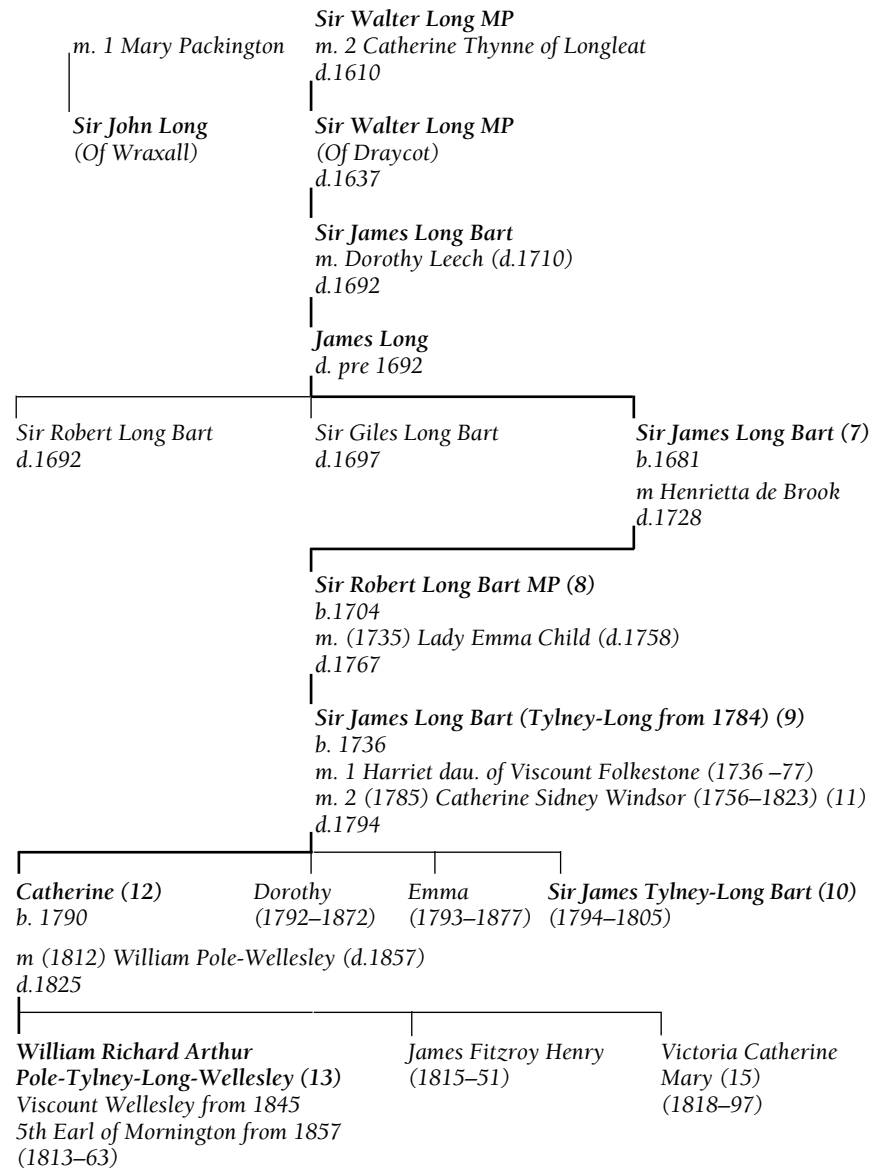 Sir Walter Long MP
m. 1 Mary Packington
m. 2 Catherine Thynne of Longleat
d.1610
Sir John Long
(Of Wraxall)
Sir Walter Long MP
(Of Draycot)
d.1637
Sir James Long Bart
m. Dorothy Leech (d.1710)
d.1692
James Long
d. pre 1692
Sir Robert Long Bart
d.1692
Sir Giles Long Bart
d.1697
Sir James Long Bart (7)
b.1681
m Henrietta de Brook
d.1728
Sir Robert Long Bart MP (8)
b.1704
m. (1735) Lady Emma Child (d.1758)
d.1767
Sir James Long Bart (Tylney-Long from 1784) (9)
b. 1736
m. 1 Harriet dau. of Viscount Folkestone (1736 –77)
m. 2 (1785) Catherine Sidney Windsor (1756–1823) (11)
d.1794
Catherine (12)
b. 1790
m (1812) William Pole-Wellesley (d.1857)
d.1825
Dorothy
(1792–1872)
Emma
(1793–1877)
Sir James Tylney-Long Bart (10)
(1794–1805)
William Richard Arthur
Pole-Tylney-Long-Wellesley (13)
Viscount Wellesley from 1845
5th Earl of Mornington from 1857
(1813–63)
James Fitzroy Henry
(1815–51)
Victoria Catherine
Mary (15)
(1818–97)